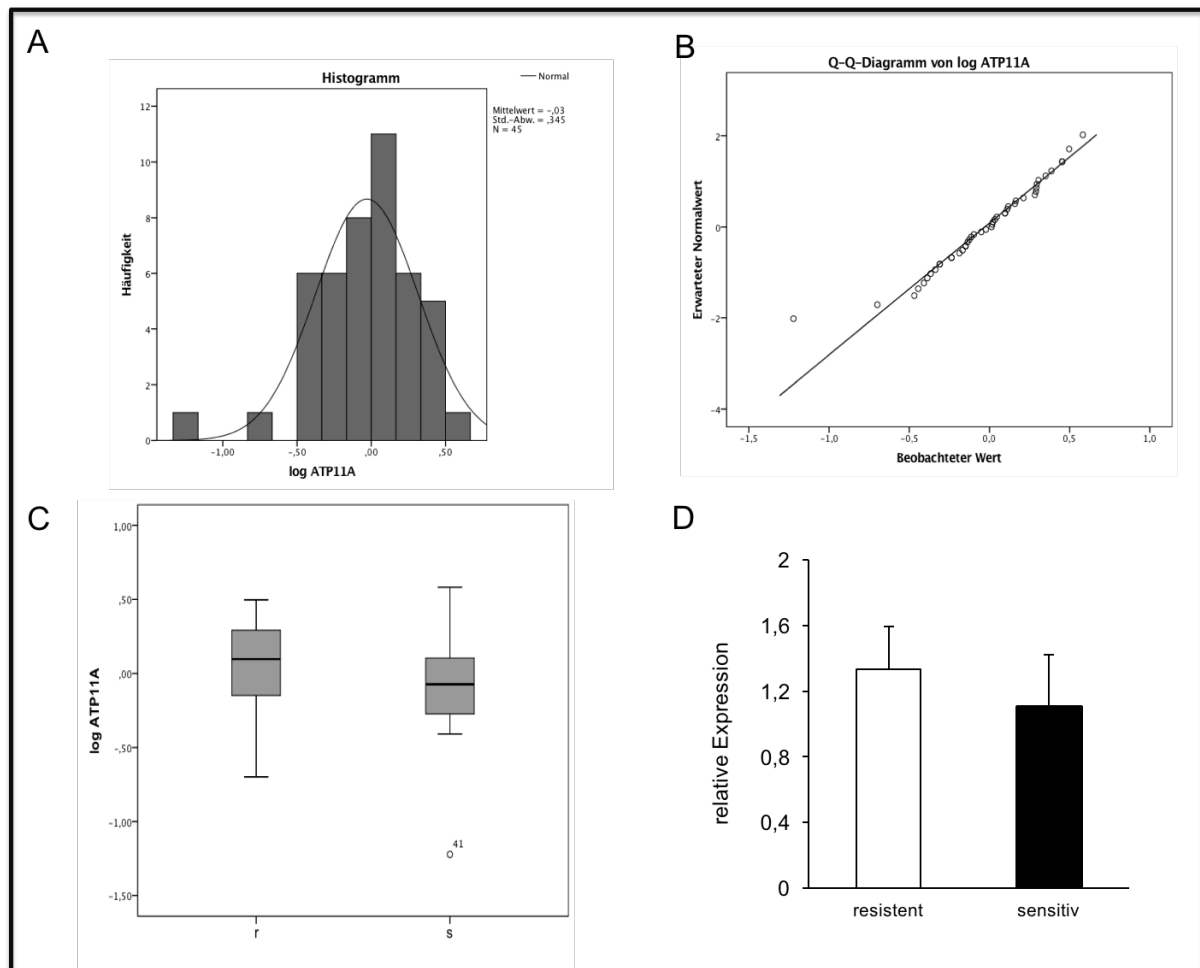 A
Histogramm
Normal
Mittelwert = -,03
Std.-Abw. = ,345
N = 45
12
10
8
6
4
2
0
Häufigkeit
-1,00
-,50
,00
,50
log ATP11A
B
Q-Q-Diagramm von log ATP11A
2
0
-2
-4
Erwarteter Normalwert
-1,5
-1,0
-0,5
0,0
0,5
1,0
Beobachteter Wert
C
1,00
,50
,00
-,50
-1,00
-1,50
log ATP11A
41
r
s
D
2
1,6
1,2
0,8
0,4
0
relative Expression
resistent
sensitiv